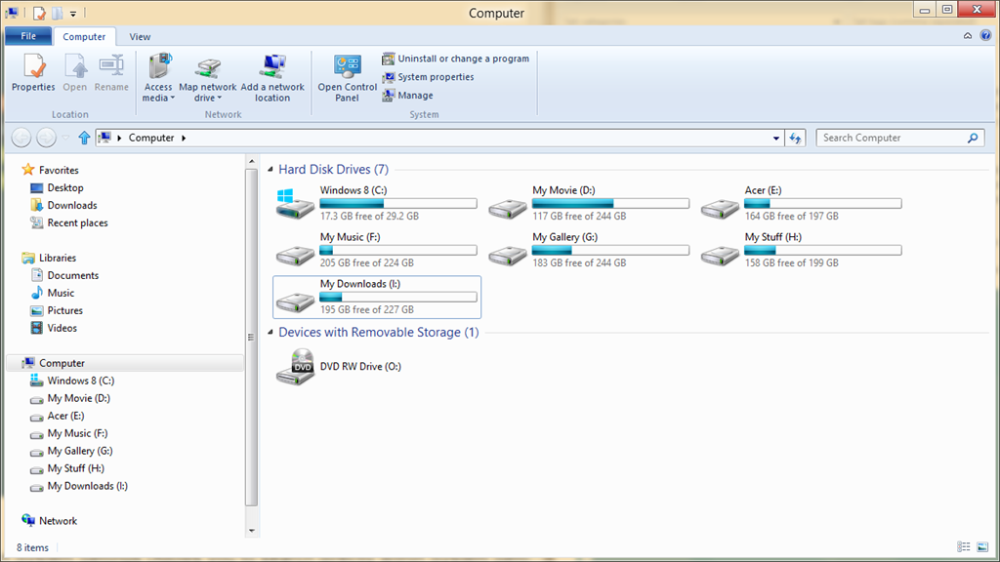 Computer
File
Computer
View
Properties
Open
Rename
Access media
Map network drive
Add a network location
Open Control Panel
Uninstall or change a program
System properties
Manage
Location
Network
System
Computer
Search Computer
Favorites
Desktop
Downloads
Recent places
Libraries
Documents
Music
Pictures
Videos
Computer
Windows 8 (C:)
My Movie (D:)
Acer (E:)
My Music (F:)
My Gallery (G:)
My Stuff (H:)
My Downloads (I:)
Network
Hard Disk Drives (7)
Windows 8 (C:)
17.3 GB free of 29.2 GB
My Movie (D:)
117 GB free of 244 GB
Acer (E:)
164 GB free of 197 GB
My Music (F:)
205 GB free of 224 GB
My Gallery (G:)
183 GB free of 244 GB
My Stuff (H:)
158 GB free of 199 GB
My Downloads (I:)
195 GB free of 227 GB
Devices with Removable Storage (1)
DVD
DVD RW Drive (O:)
8 items